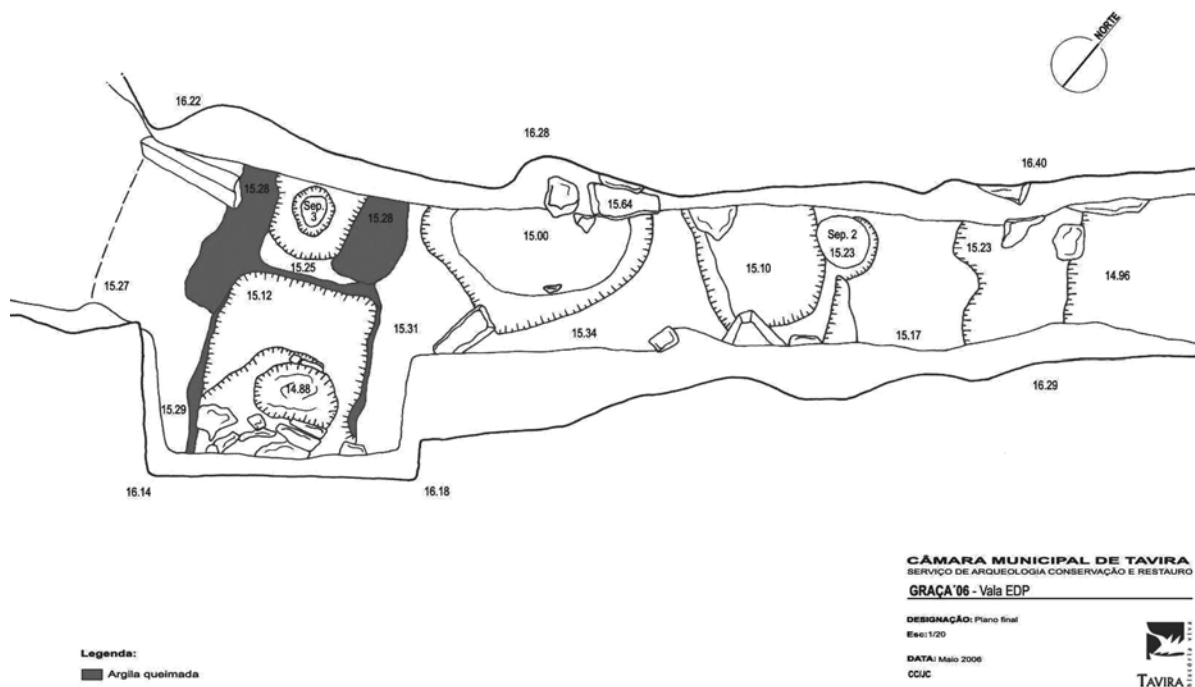 NORTE
16.22
16.28
16.40
15.28
Sep.
3
15.28
15.64
15.00
Sep. 2
15.23
15.23
15.25
15.10
14.96
15.27
15.12
15.31
15.34
15.17
14.88
15.29
16.29
16.14
16.18
CÂMARA MUNICIPAL DE TAVIRA
SERVIÇO DE ARQUEOLOGIA CONSERVAÇÃO E RESTAURO
GRAÇA'06 - Vala EDP
DESIGNAÇÃO: Plano final
Esc:1/20
DATA: Maio 2006
CC/JC
Legenda:
Argila queimada
TAVIRA
história viva